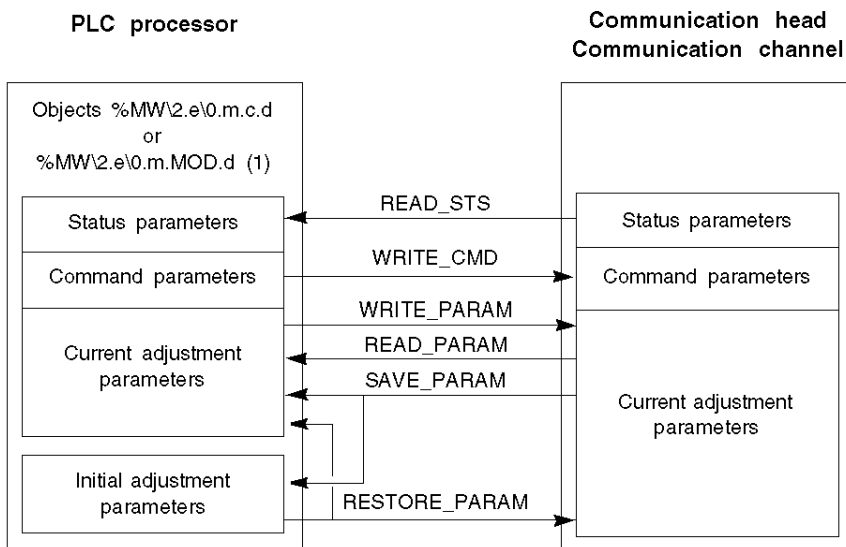 PLC processor
Communication head
Communication channel
Objects %MW\2.e\0.m.c.d
or
%MW\2.e\0.m.MOD.d (1)
Status parameters
READ_STS
Status parameters
Command parameters
WRITE_CMD
Command parameters
WRITE_PARAM
READ_PARAM
SAVE_PARAM
Current adjustment
parameters
Current adjustment
parameters
Initial adjustment
parameters
RESTORE_PARAM